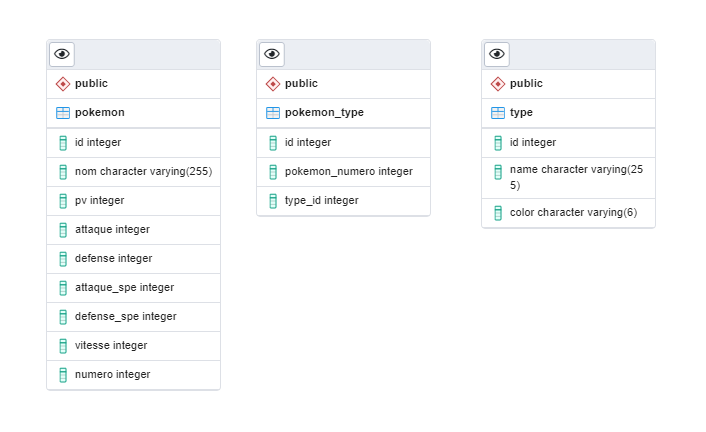 public
pokemon
id integer
nom character varying(255)
pv integer
attaque integer
defense integer
attaque_spe integer
defense_spe integer
vitesse integer
numero integer
public
pokemon_type
id integer
pokemon_numero integer
type_id integer
public
type
id integer
name character varying(25
5)
color character varying(6)